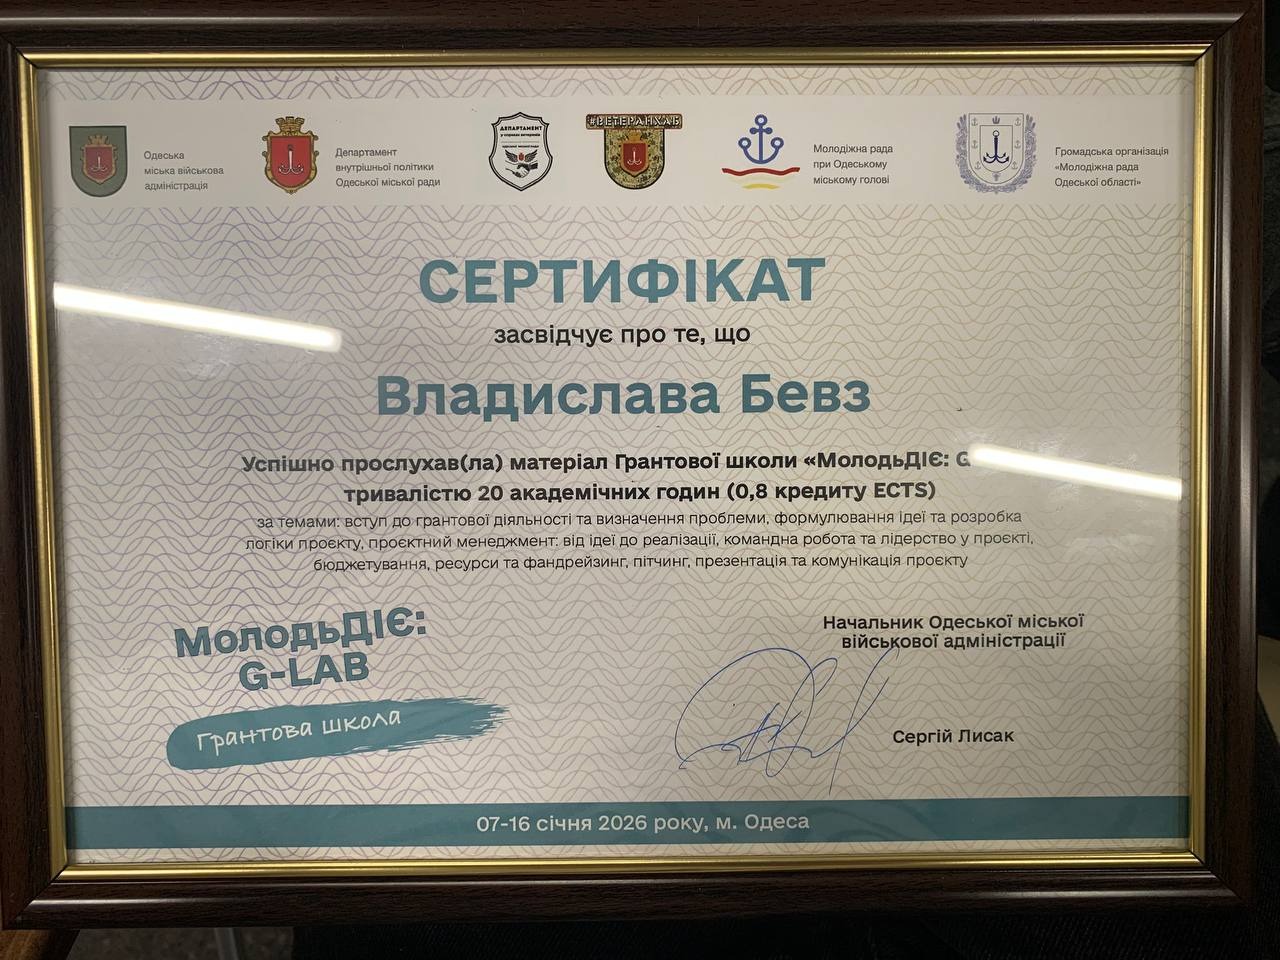 Одеська
міська військова
адміністрація
Департамент
внутрішньої політики
Одеської міської ради
ДЕПАРТАМЕНТ
у справах ветеранів
#ВЕТЕРАНХАБ
Молодіжна рада
при Одеському
міському голові
Громадська організація
«Молодіжна рада
Одеської області»
СЕРТИФІКАТ
засвідчує про те, що
Владислава Бевз
Успішно прослухав(ла) матеріал Грантової школи «МолодьДІЄ: G
тривалістю 20 академічних годин (0,8 кредиту ECTS)
за темами: вступ до грантової діяльності та визначення проблеми, формулювання ідеї та розробка
логіки проєкту, проєктний менеджмент: від ідеї до реалізації, командна робота та лідерство у проєкті,
бюджетування, ресурси та фандрейзинг, пітчинг, презентація та комунікація проєкту
МолодьДІЄ:
G-LAB
Грантова школа
Начальник Одеської міської
військової адміністрації
Сергій Лисак
07-16 січня 2026 року, м. Одеса